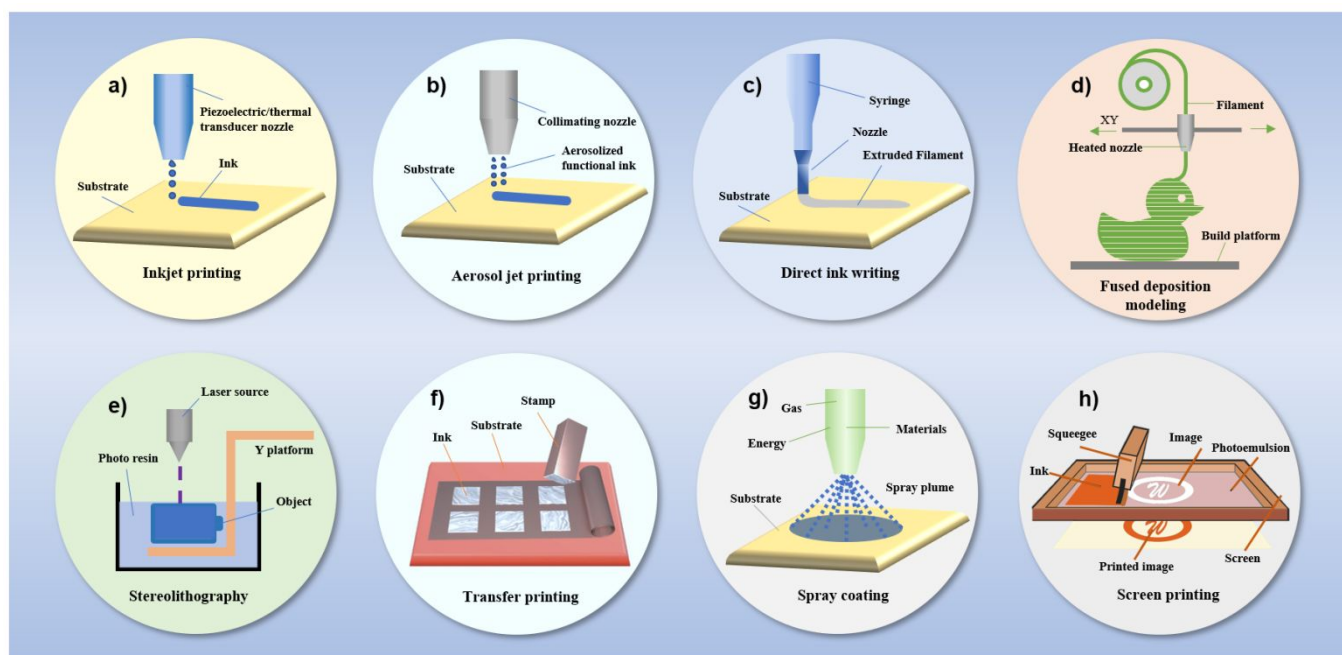 a)
Piezoelectric/thermal
transducer nozzle
Ink
Substrate
Inkjet printing
b)
Collimating nozzle
Aerosolized
functional ink
Substrate
Aerosol jet printing
c)
Syringe
Nozzle
Extruded Filament
Substrate
Direct ink writing
d)
Filament
XY
Heated nozzle
Build platform
Fused deposition
modeling
e)
Laser source
Y platform
Photo resin
Object
Stereolithography
f)
Stamp
Substrate
Ink
Transfer printing
g)
Gas
Energy
Materials
Spray plume
Substrate
Spray coating
h)
Squeegee
Image
Photoemulsion
Ink
W
W
Printed image
Screen
Screen printing